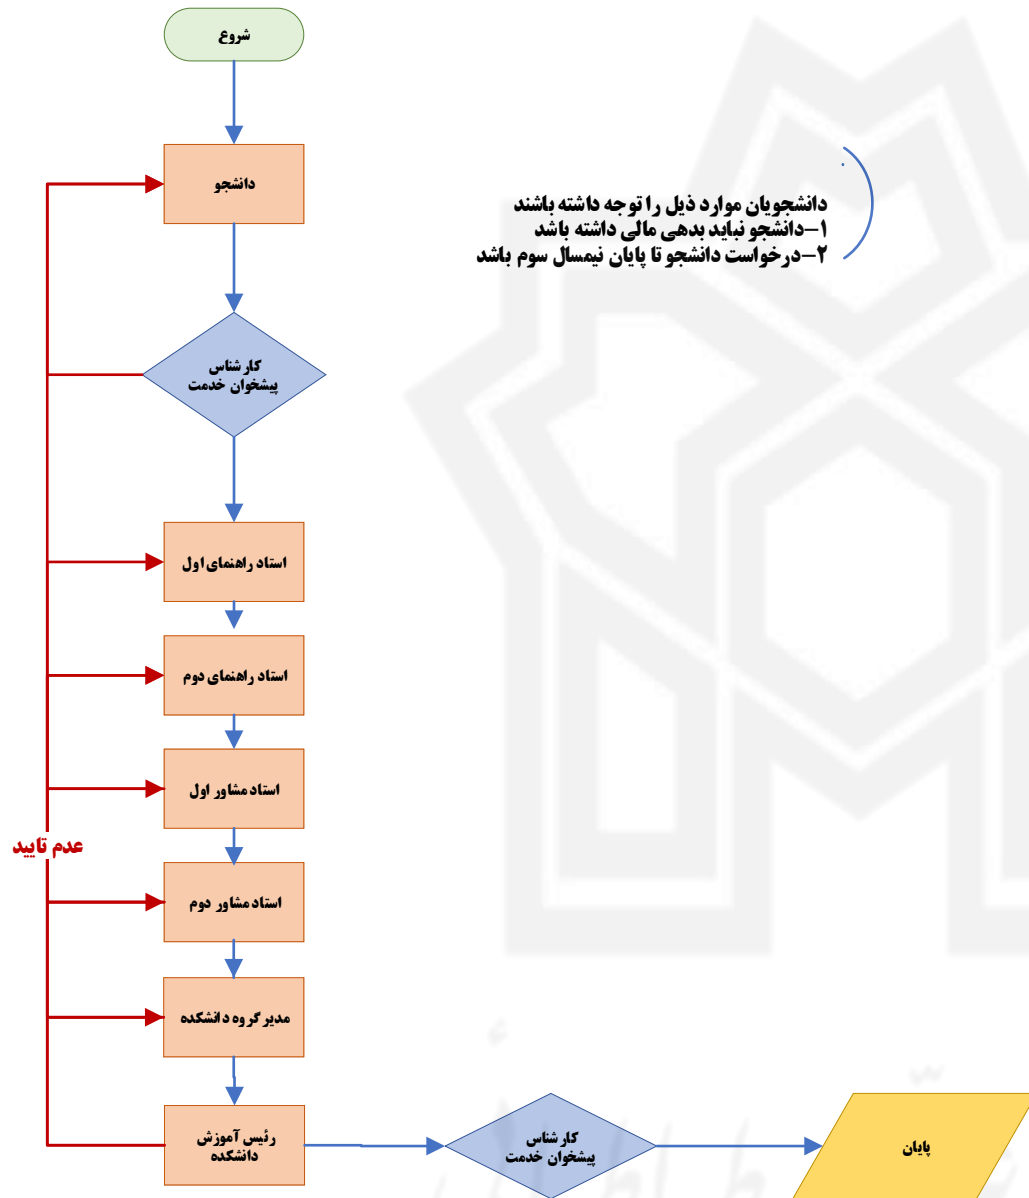 شروع
دانشجو
دانشجویان موارد ذیل را توجه داشته باشند
۱-دانشجو نباید بدهی مالی داشته باشد
۲-درخواست دانشجو تا پایان نیمسال سوم باشد
کارشناس
پیشخوان خدمت
استاد راهنمای اول
استاد راهنمای دوم
استاد مشاور اول
عدم تایید
استاد مشاور دوم
مدیر گروه دانشکده
رئیس آموزش
دانشکده
کارشناس
پیشخوان خدمت
پایان